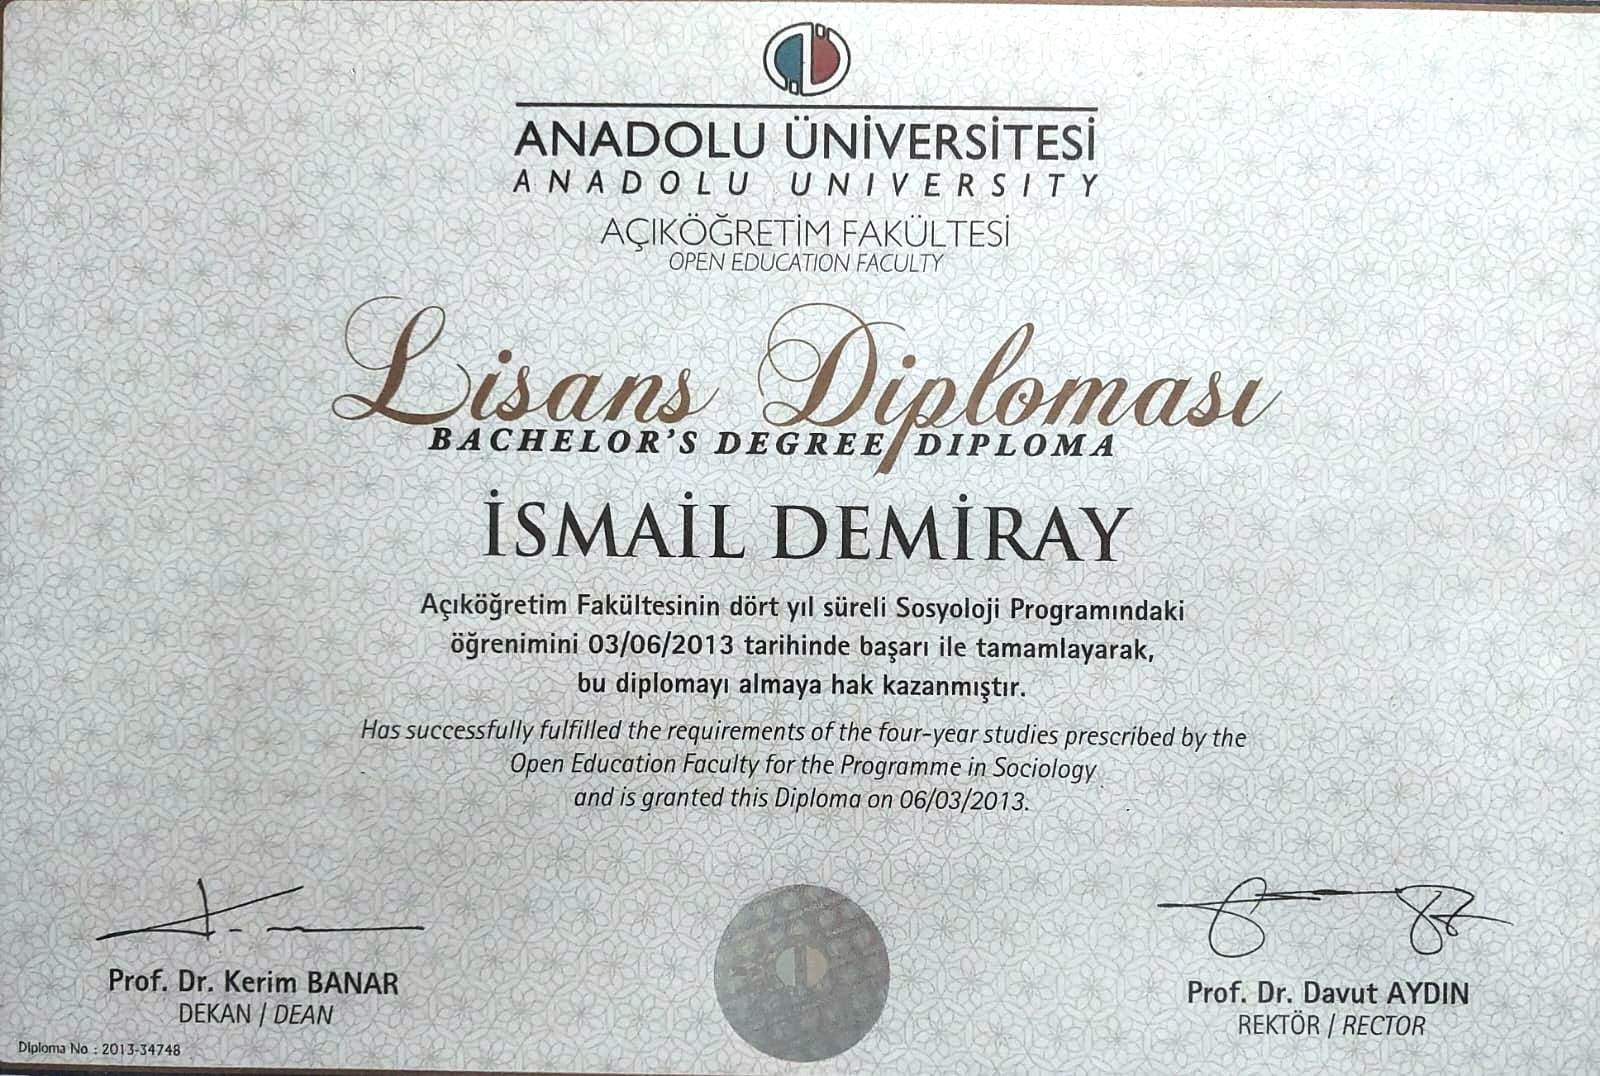 ANADOLU ÜNİVERSİTESİ
ANADOLU UNIVERSITY
AÇIKÖĞRETİM FAKÜLTESİ
OPEN EDUCATION FACULTY
Lisans Diploması
BACHELOR'S DEGREE DIPLOMA
İSMAİL DEMİRAY
Açıköğretim Fakültesinin dört yıl süreli Sosyoloji Programındaki
öğrenimini 03/06/2013 tarihinde başarı ile tamamlayarak,
bu diplomayı almaya hak kazanmıştır.
Has successfully fulfilled the requirements of the four-year studies prescribed by the
Open Education Faculty for the Programme in Sociology
and is granted this Diploma on 06/03/2013.
Prof. Dr. Kerim BANAR
DEKAN / DEAN
Prof. Dr. Davut AYDIN
REKTÖR / RECTOR
Diploma No : 2013-34748